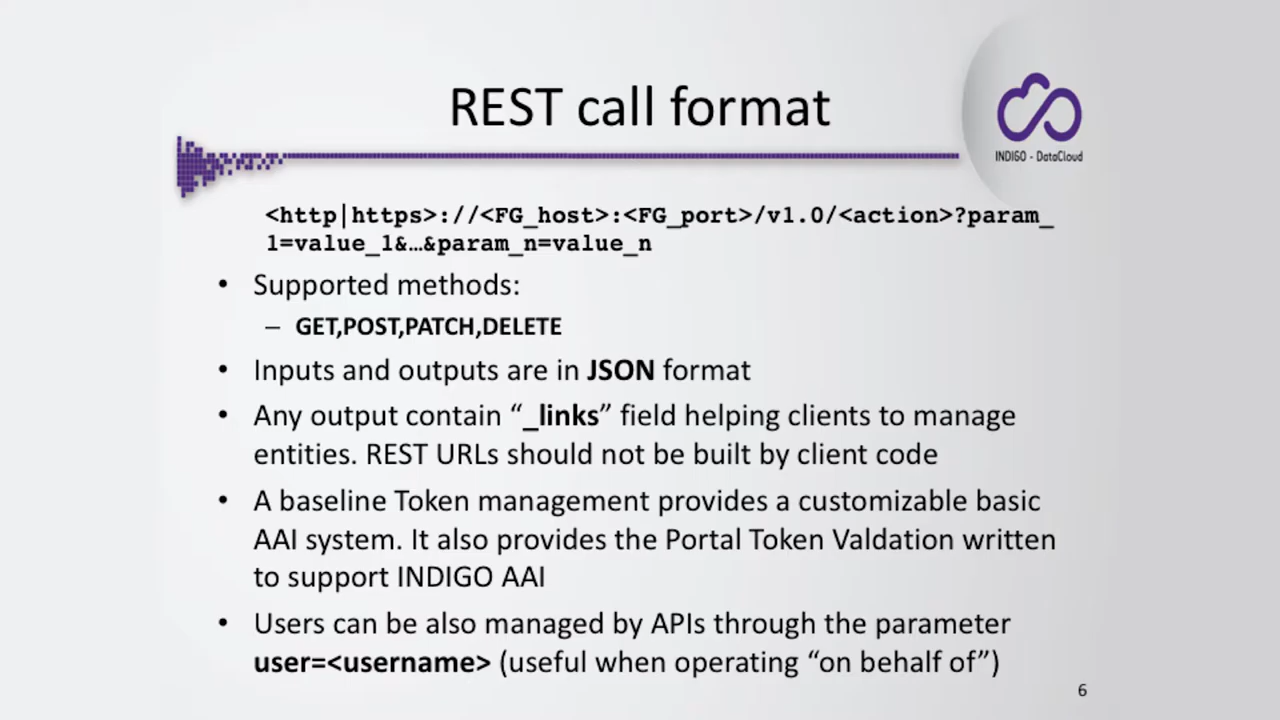 REST call format
INDIGO - DataCloud
<http|https>://<FG_host>:<FG_port>/v1.0/<action>?param_
1=value_1&…&param_n=value_n
• Supported methods:
– GET,POST,PATCH,DELETE
• Inputs and outputs are in JSON format
• Any output contain “_links” field helping clients to manage
entities. REST URLs should not be built by client code
• A baseline Token management provides a customizable basic
AAI system. It also provides the Portal Token Valdation written
to support INDIGO AAI
• Users can be also managed by APIs through the parameter
user=<username> (useful when operating “on behalf of”)
6